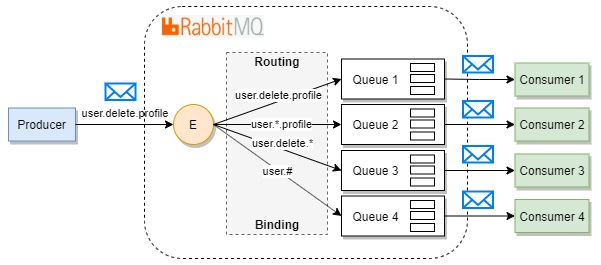 RabbitMQ
Routing
Queue 1
Consumer 1
user.delete.profile
user.delete.profile
Producer
E
user.*.profile
Queue 2
Consumer 2
user.delete.*
Queue 3
Consumer 3
user.#
Binding
Queue 4
Consumer 4